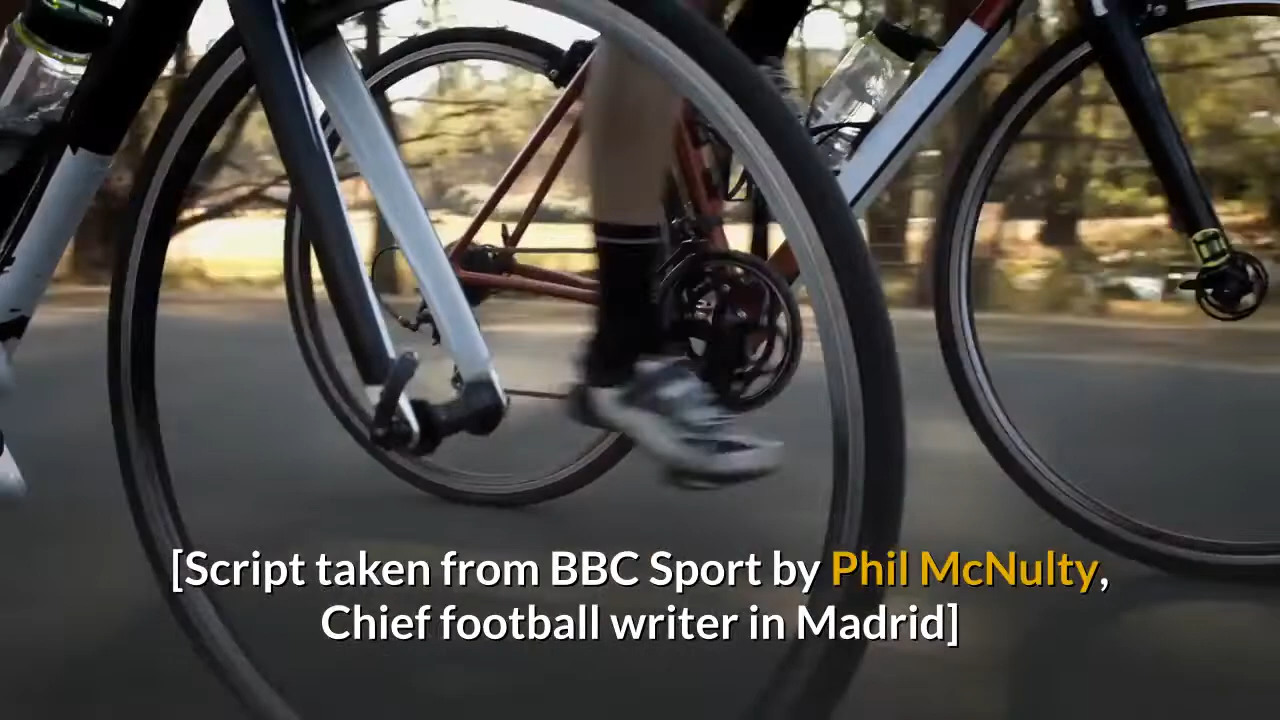 [Script taken from BBC Sport by Phil McNulty,
Chief football writer in Madrid]